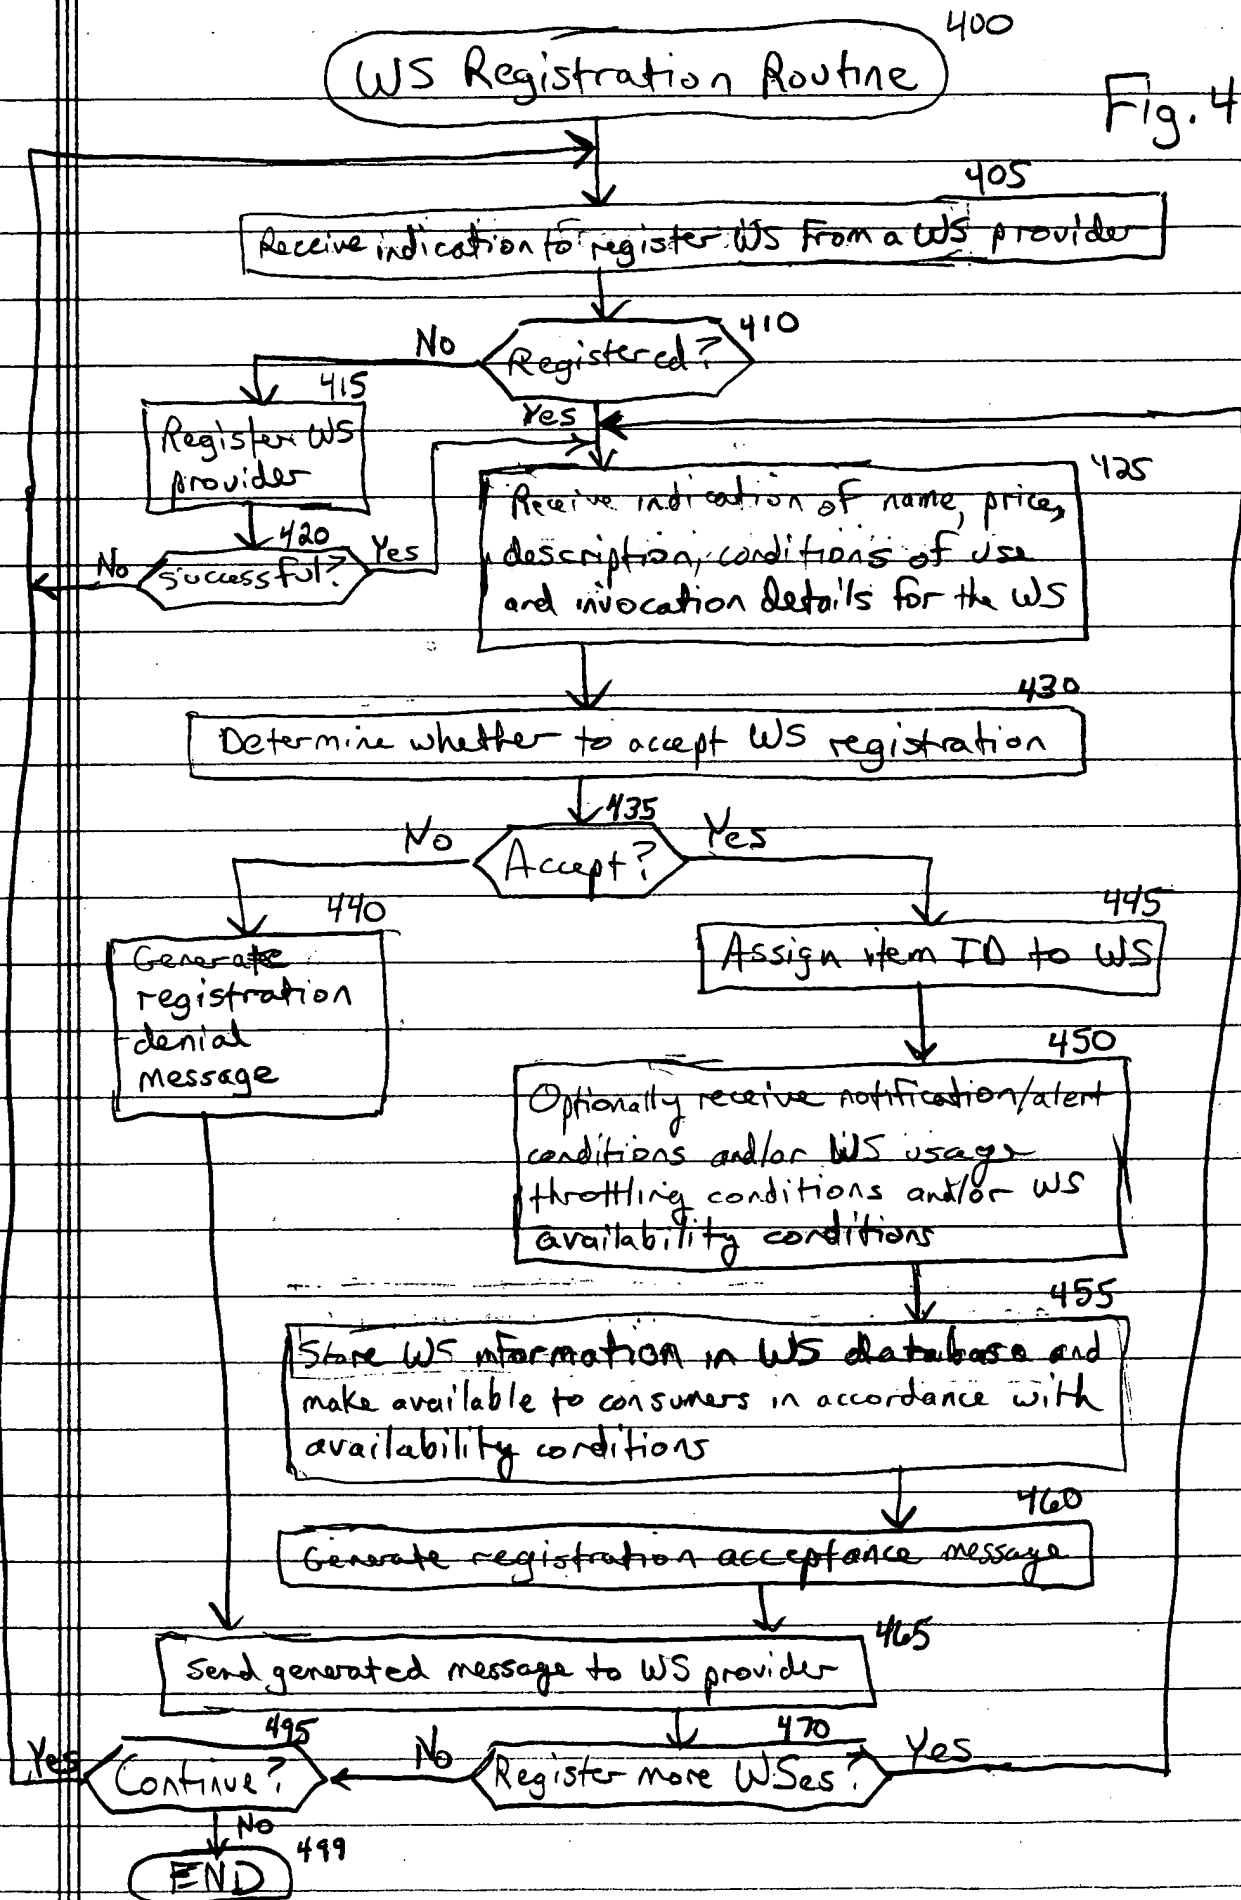 400
WS Registration Routine
Fig. 4
405
Receive indication to register WS from a WS provider
410
No
Registered?
415
Yes
Register WS
provider
425
Receive indication of name, price,
description, conditions of use
and invocation details for the WS
420
No
Successful?
Yes
430
Determine whether to accept WS registration
435
No
Accept?
Yes
440
Generate
registration
denial
message
445
Assign item ID to WS
450
Optionally receive notification/alert
conditions and/or WS usage
throttling conditions and/or WS
availability conditions
455
Store WS information in WS database and
make available to consumers in accordance with
availability conditions
460
Generate registration acceptance message
465
Send generated message to WS provider
495
470
Yes
Continue?
No
Register more WSes?
Yes
No
499
END